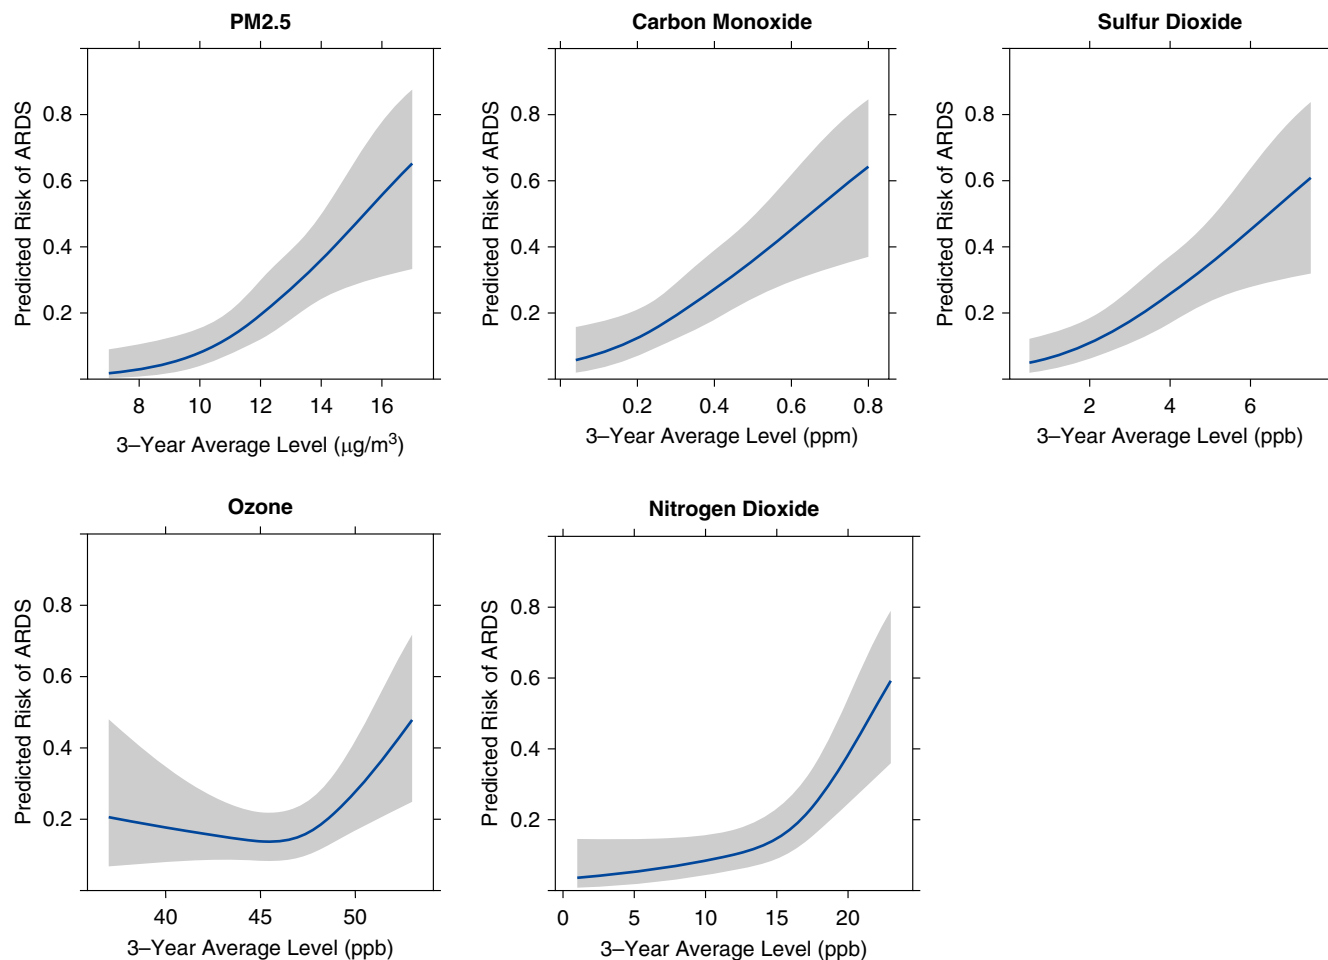 PM2.5
Carbon Monoxide
Sulfur Dioxide
Predicted Risk of ARDS
0.8
0.6
0.4
0.2
8 10 12 14 16
3–Year Average Level (μg/m³)
Predicted Risk of ARDS
0.8
0.6
0.4
0.2
0.2 0.4 0.6 0.8
3–Year Average Level (ppm)
Predicted Risk of ARDS
0.8
0.6
0.4
0.2
2 4 6
3–Year Average Level (ppb)
Ozone
Nitrogen Dioxide
Predicted Risk of ARDS
0.8
0.6
0.4
0.2
40 45 50
3–Year Average Level (ppb)
Predicted Risk of ARDS
0.8
0.6
0.4
0.2
0 5 10 15 20
3–Year Average Level (ppb)